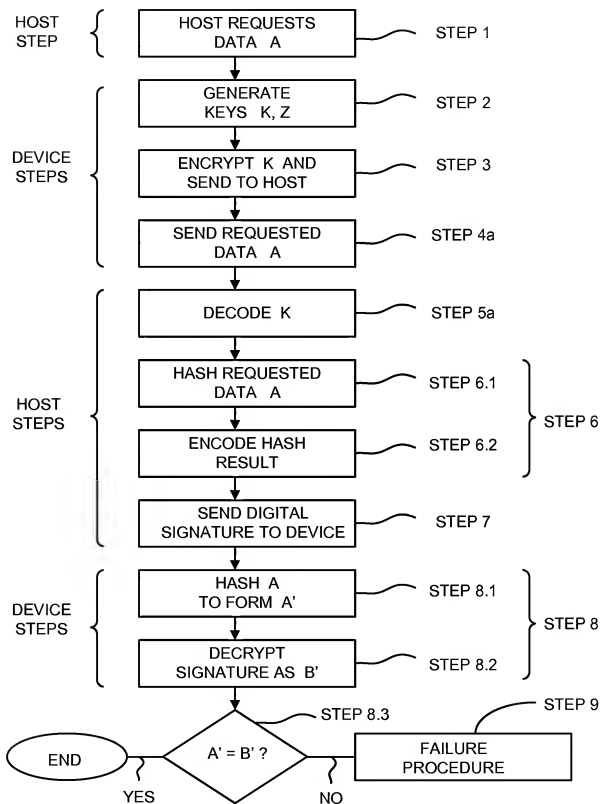 HOST
STEP
HOST REQUESTS
DATA A
STEP 1
DEVICE
STEPS
GENERATE
KEYS K, Z
STEP 2
ENCRYPT K AND
SEND TO HOST
STEP 3
SEND REQUESTED
DATA A
STEP 4a
HOST
STEPS
DECODE K
STEP 5a
HASH REQUESTED
DATA A
STEP 6.1
ENCODE HASH
RESULT
STEP 6.2
STEP 6
SEND DIGITAL
SIGNATURE TO DEVICE
STEP 7
DEVICE
STEPS
HASH A
TO FORM A'
STEP 8.1
DECRYPT
SIGNATURE AS B'
STEP 8.2
STEP 8
STEP 8.3
A' = B' ?
END
YES
NO
STEP 9
FAILURE
PROCEDURE